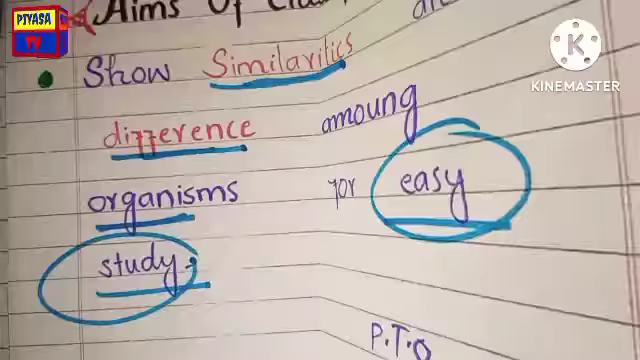 PIYASA
TV
Aims Of
KINEMASTER
Show Similarities
difference amoung
organisms for easy
study.
P.T.O